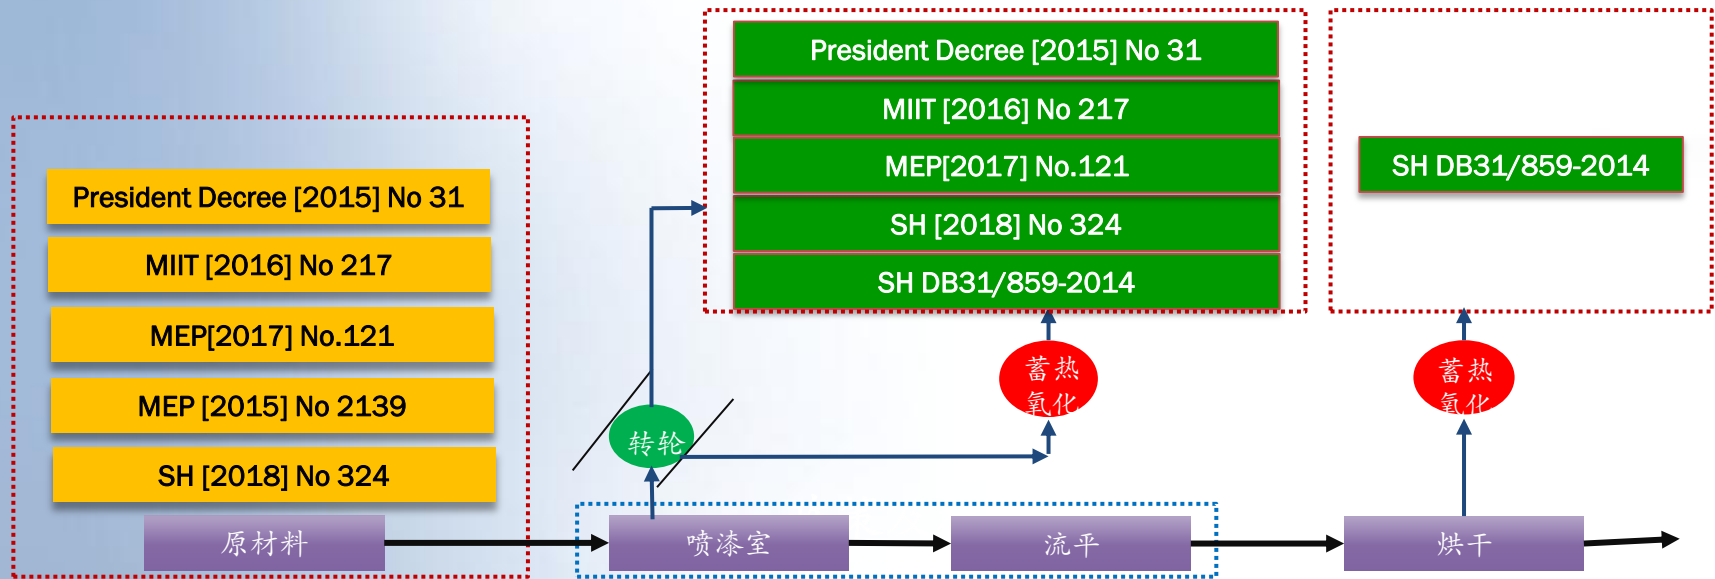 President Decree [2015] No 31
MIIT [2016] No 217
MEP[2017] No.121
MEP [2015] No 2139
SH [2018] No 324
原材料
President Decree [2015] No 31
MIIT [2016] No 217
MEP[2017] No.121
SH [2018] No 324
SH DB31/859-2014
SH DB31/859-2014
转轮
蓄热
氧化
蓄热
氧化
喷漆室
流平
烘干